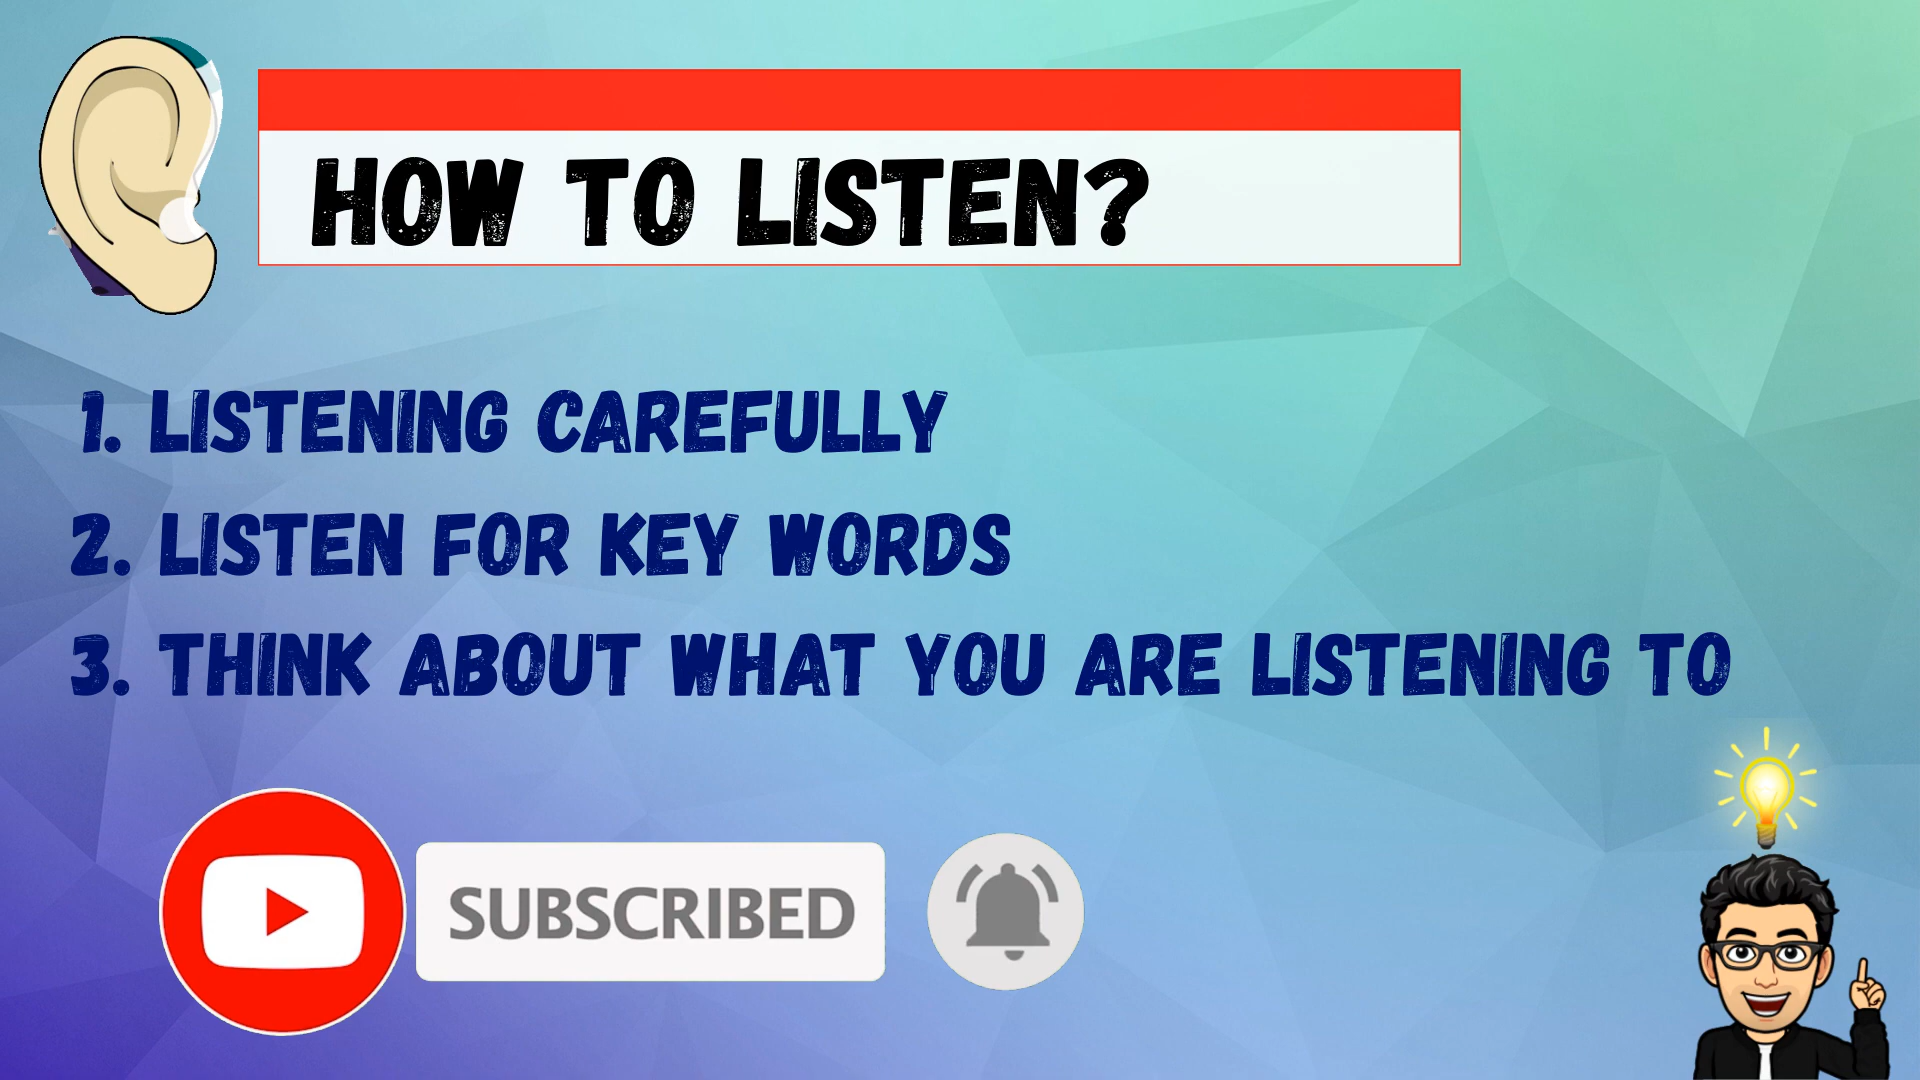 HOW TO LISTEN?
1. LISTENING CAREFULLY
2. LISTEN FOR KEY WORDS
3. THINK ABOUT WHAT YOU ARE LISTENING TO
SUBSCRIBED